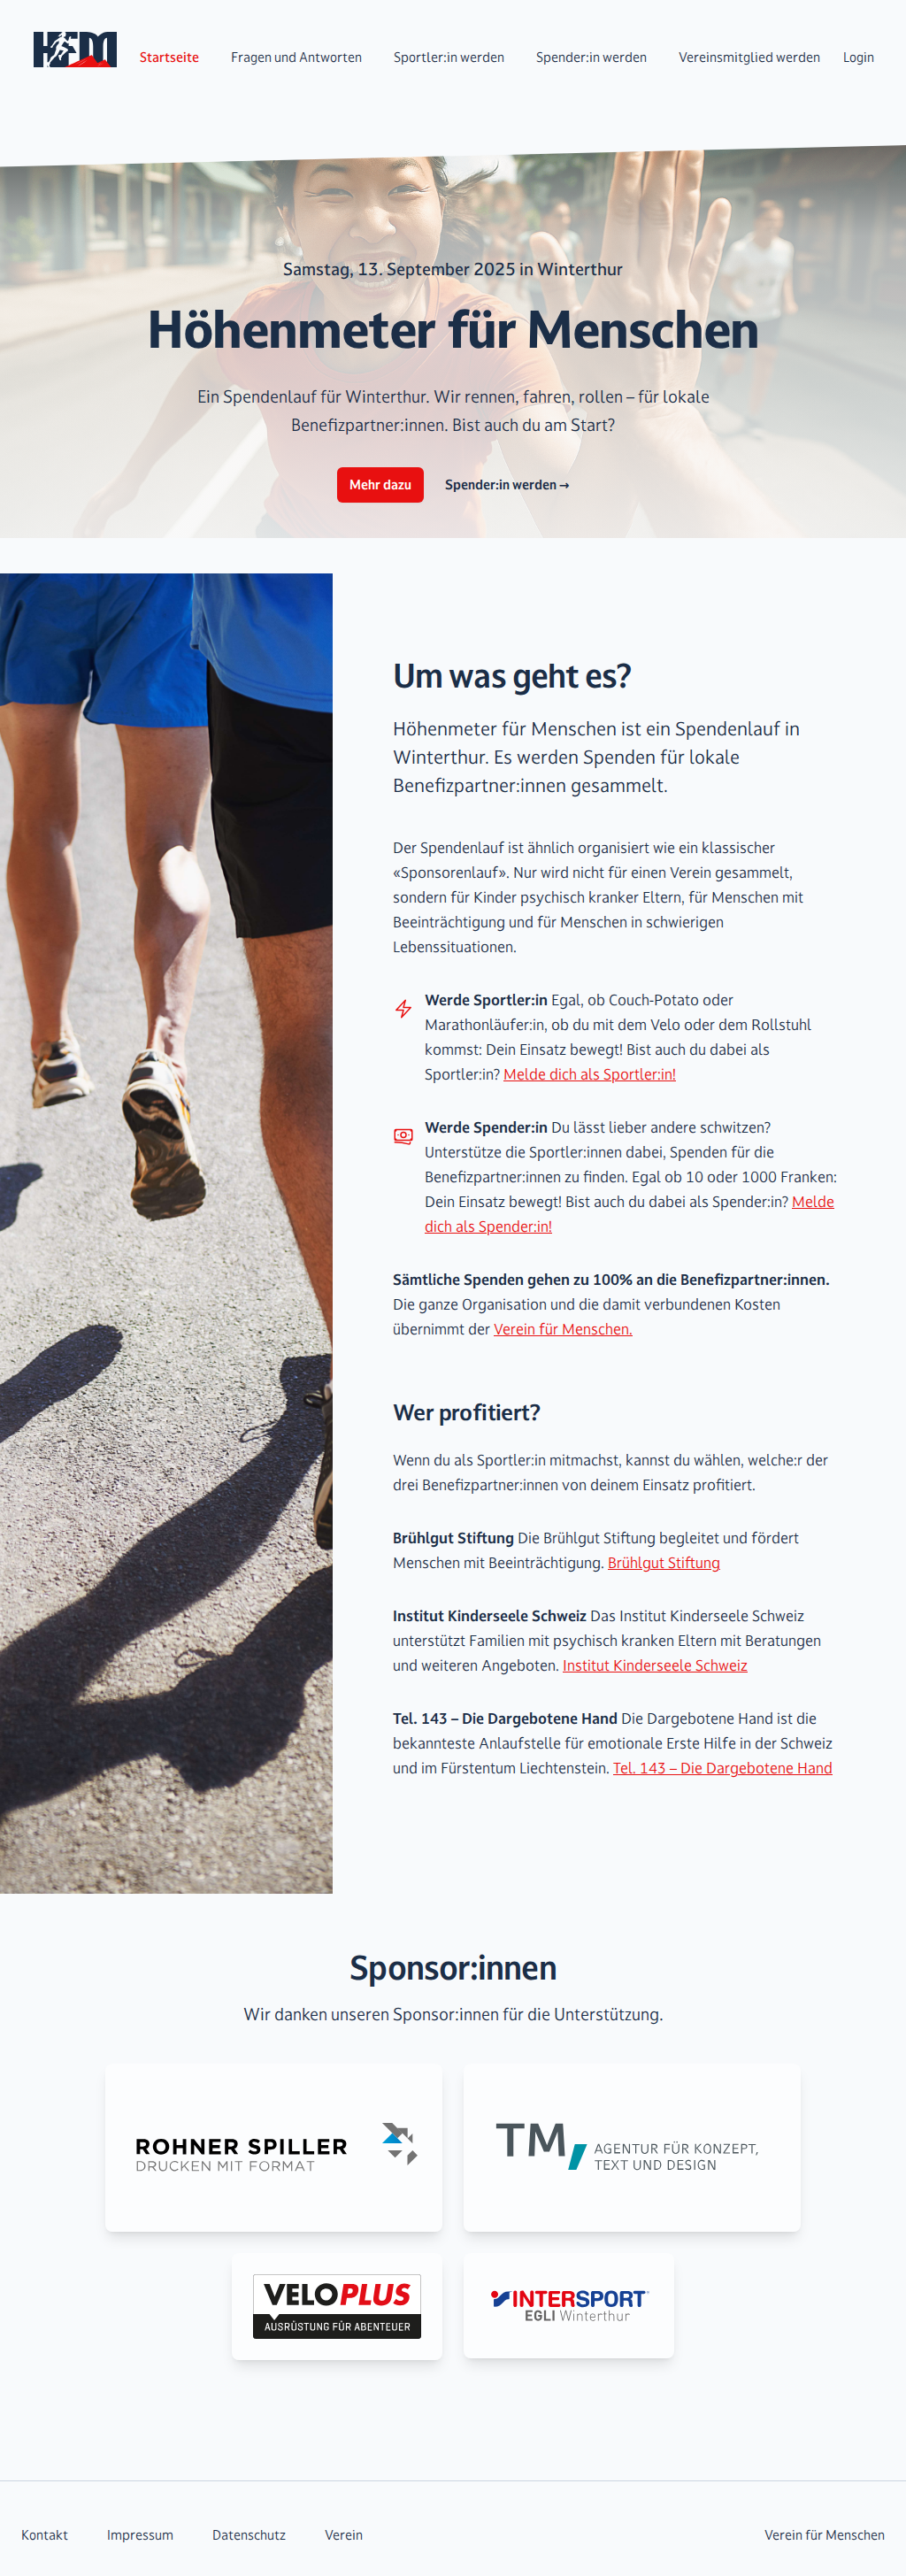 HFM
Startseite
Fragen und Antworten
Sportler:in werden
Spender:in werden
Vereinsmitglied werden
Login
Samstag, 13. September 2025 in Winterthur
Höhenmeter für Menschen
Ein Spendenlauf für Winterthur. Wir rennen, fahren, rollen – für lokale
Benefizpartner:innen. Bist auch du am Start?
Mehr dazu
Spender:in werden →
Um was geht es?
Höhenmeter für Menschen ist ein Spendenlauf in
Winterthur. Es werden Spenden für lokale
Benefizpartner:innen gesammelt.
Der Spendenlauf ist ähnlich organisiert wie ein klassischer
«Sponsorenlauf». Nur wird nicht für einen Verein gesammelt,
sondern für Kinder psychisch kranker Eltern, für Menschen mit
Beeinträchtigung und für Menschen in schwierigen
Lebenssituationen.
Werde Sportler:in Egal, ob Couch-Potato oder
Marathonläufer:in, ob du mit dem Velo oder dem Rollstuhl
kommst: Dein Einsatz bewegt! Bist auch du dabei als
Sportler:in? Melde dich als Sportler:in!
Werde Spender:in Du lässt lieber andere schwitzen?
Unterstütze die Sportler:innen dabei, Spenden für die
Benefizpartner:innen zu finden. Egal ob 10 oder 1000 Franken:
Dein Einsatz bewegt! Bist auch du dabei als Spender:in? Melde
dich als Spender:in!
Sämtliche Spenden gehen zu 100% an die Benefizpartner:innen.
Die ganze Organisation und die damit verbundenen Kosten
übernimmt der Verein für Menschen.
Wer profitiert?
Wenn du als Sportler:in mitmachst, kannst du wählen, welche:r der
drei Benefizpartner:innen von deinem Einsatz profitiert.
Brühlgut Stiftung Die Brühlgut Stiftung begleitet und fördert
Menschen mit Beeinträchtigung. Brühlgut Stiftung
Institut Kinderseele Schweiz Das Institut Kinderseele Schweiz
unterstützt Familien mit psychisch kranken Eltern mit Beratungen
und weiteren Angeboten. Institut Kinderseele Schweiz
Tel. 143 – Die Dargebotene Hand Die Dargebotene Hand ist die
bekannteste Anlaufstelle für emotionale Erste Hilfe in der Schweiz
und im Fürstentum Liechtenstein. Tel. 143 – Die Dargebotene Hand
Sponsor:innen
Wir danken unseren Sponsor:innen für die Unterstützung.
ROHNER SPILLER
DRUCKEN MIT FORMAT
TM,
AGENTUR FÜR KONZEPT,
TEXT UND DESIGN
VELOPLUS
AUSRÜSTUNG FÜR ABENTEUER
INTERSPORT
EGLI Winterthur
Kontakt
Impressum
Datenschutz
Verein
Verein für Menschen